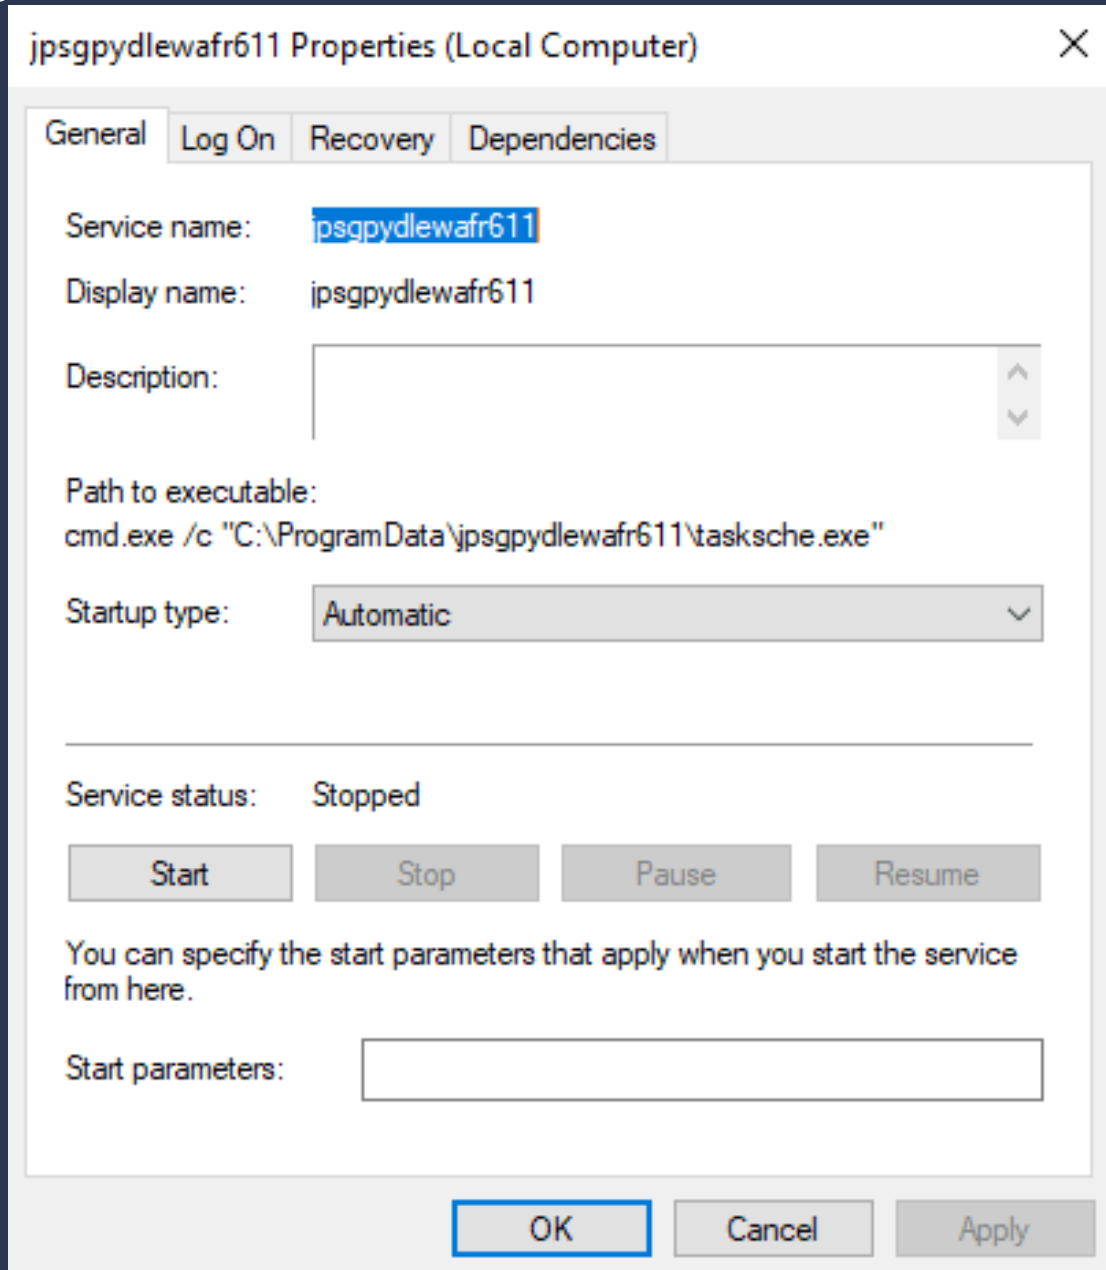 jpsgpydlewafr611 Properties (Local Computer)
General Log On Recovery Dependencies
Service name: jpsgpydlewafr611
Display name: jpsgpydlewafr611
Description:
Path to executable:
cmd.exe /c "C:\ProgramData\jpsgpydlewafr611\tasksche.exe"
Startup type: Automatic
Service status: Stopped
Start Stop Pause Resume
You can specify the start parameters that apply when you start the service
from here.
Start parameters:
OK Cancel Apply